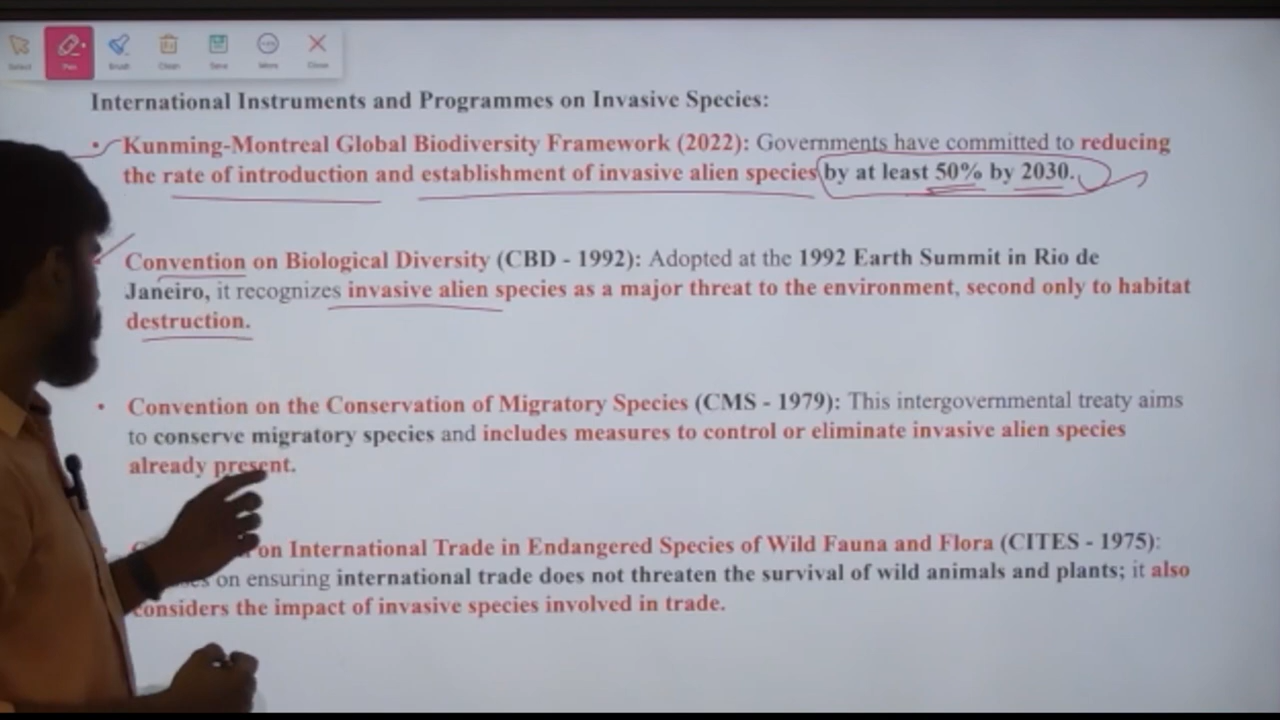 Select Pen Brush Clean Save More Close
International Instruments and Programmes on Invasive Species:
• Kunming-Montreal Global Biodiversity Framework (2022): Governments have committed to reducing
the rate of introduction and establishment of invasive alien species by at least 50% by 2030.
Convention on Biological Diversity (CBD - 1992): Adopted at the 1992 Earth Summit in Rio de
Janeiro, it recognizes invasive alien species as a major threat to the environment, second only to habitat
destruction.
• Convention on the Conservation of Migratory Species (CMS - 1979): This intergovernmental treaty aims
to conserve migratory species and includes measures to control or eliminate invasive alien species
already present.
on International Trade in Endangered Species of Wild Fauna and Flora (CITES - 1975):
on ensuring international trade does not threaten the survival of wild animals and plants; it also
considers the impact of invasive species involved in trade.